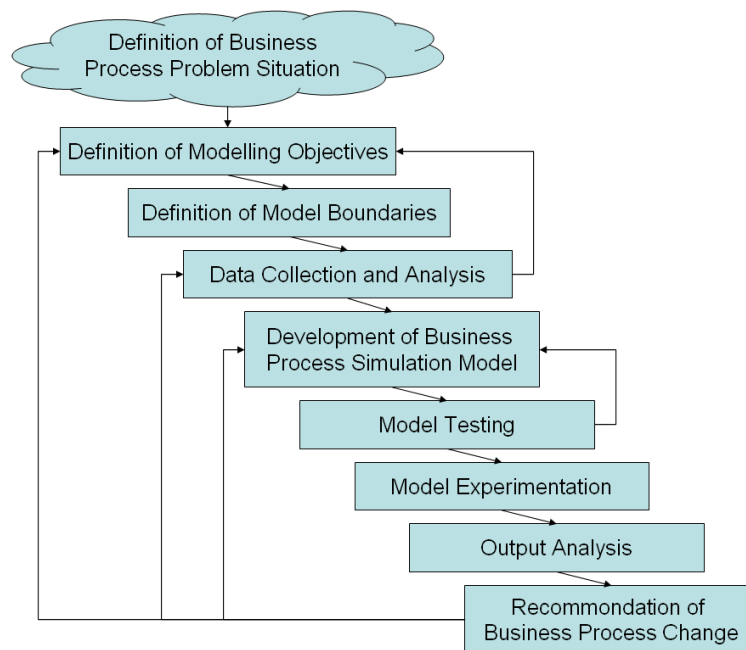 Definition of Business
Process Problem Situation
Definition of Modelling Objectives
Definition of Model Boundaries
Data Collection and Analysis
Development of Business
Process Simulation Model
Model Testing
Model Experimentation
Output Analysis
Recommondation of
Business Process Change